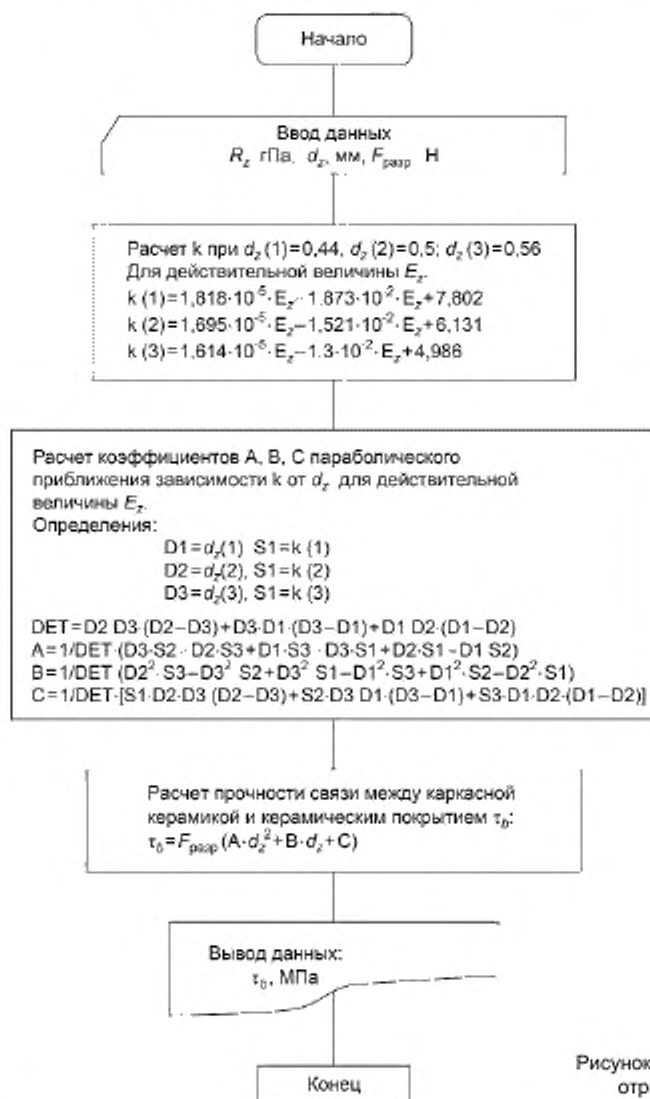 Начало
Ввод данных
R_z гПа, d_z, мм, F_разр Н
Расчет k при d_z (1)=0,44, d_z (2)=0,5; d_z (3)=0,56
Для действительной величины E_z.
k (1)=1,818·10⁻⁵·E_z–1.873·10⁻²·E_z+7,802
k (2)=1,695·10⁻⁵·E_z–1,521·10⁻²·E_z+6,131
k (3)=1,614·10⁻⁵·E_z–1.3·10⁻²·E_z+4,986
Расчет коэффициентов А, В, С параболического
приближения зависимости k от d_z для действительной
величины E_z.
Определения:
D1=d_z(1) S1=k (1)
D2=d_z(2), S1=k (2)
D3=d_z(3), S1=k (3)
DET=D2 D3·(D2–D3)+D3·D1·(D3–D1)+D1 D2·(D1–D2)
A=1/DET·(D3·S2 - D2·S3+D1·S3 - D3·S1+D2·S1–D1 S2)
B=1/DET (D2²·S3–D3² S2+D3² S1–D1²·S3+D1²·S2–D2²·S1)
C=1/DET·[S1·D2·D3 (D2–D3)+S2·D3 D1·(D3–D1)+S3·D1·D2·(D1–D2)]
Расчет прочности связи между каркасной
керамикой и керамическим покрытием τ_b:
τ_b=F_разр(A·d_z²+B·d_z+C)
Вывод данных:
τ_b, МПа
Конец
Рисунок
отр